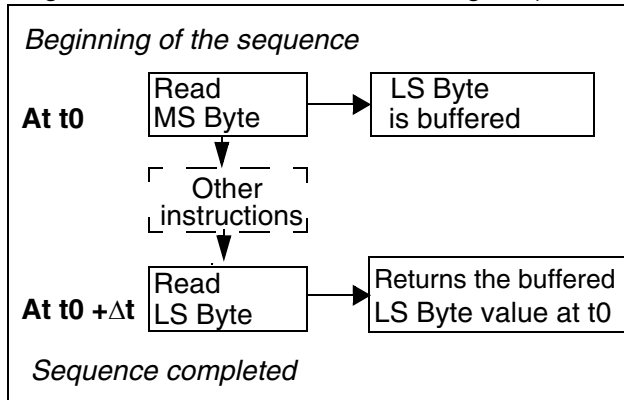 Beginning of the sequence
At t0
Read
MS Byte
LS Byte
is buffered
Other
instructions
At t0 +Δt
Read
LS Byte
Returns the buffered
LS Byte value at t0
Sequence completed